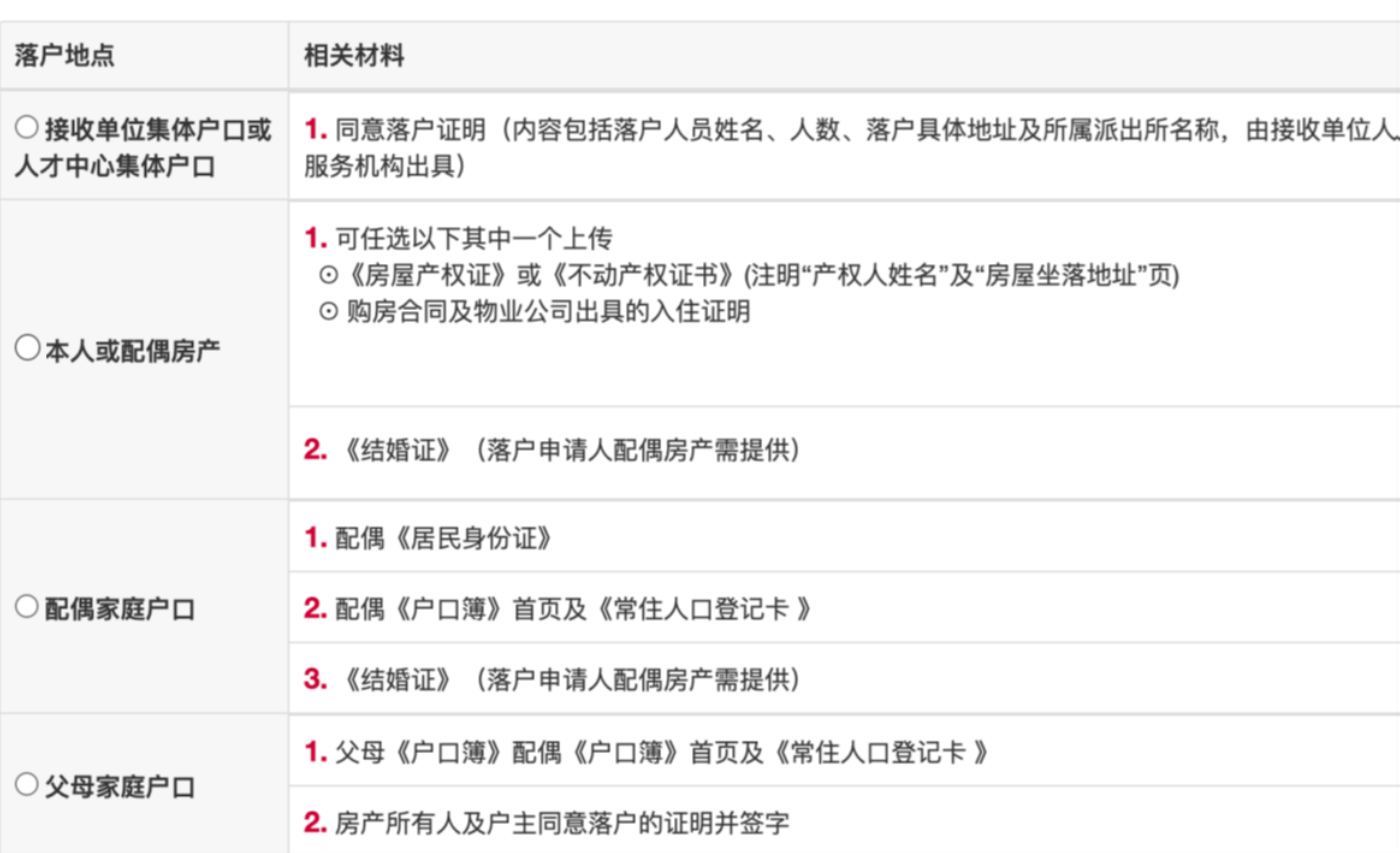 落户地点
相关材料
接收单位集体户口或
人才中心集体户口
1. 同意落户证明（内容包括落户人员姓名、人数、落户具体地址及所属派出所名称，由接收单位人
服务机构出具）
本人或配偶房产
1. 可任选以下其中一个上传
⊙《房屋产权证》或《不动产权证书》(注明“产权人姓名”及“房屋坐落地址”页)
⊙ 购房合同及物业公司出具的入住证明
2. 《结婚证》（落户申请人配偶房产需提供）
配偶家庭户口
1. 配偶《居民身份证》
2. 配偶《户口簿》首页及《常住人口登记卡 》
3. 《结婚证》（落户申请人配偶房产需提供）
父母家庭户口
1. 父母《户口簿》配偶《户口簿》首页及《常住人口登记卡 》
2. 房产所有人及户主同意落户的证明并签字